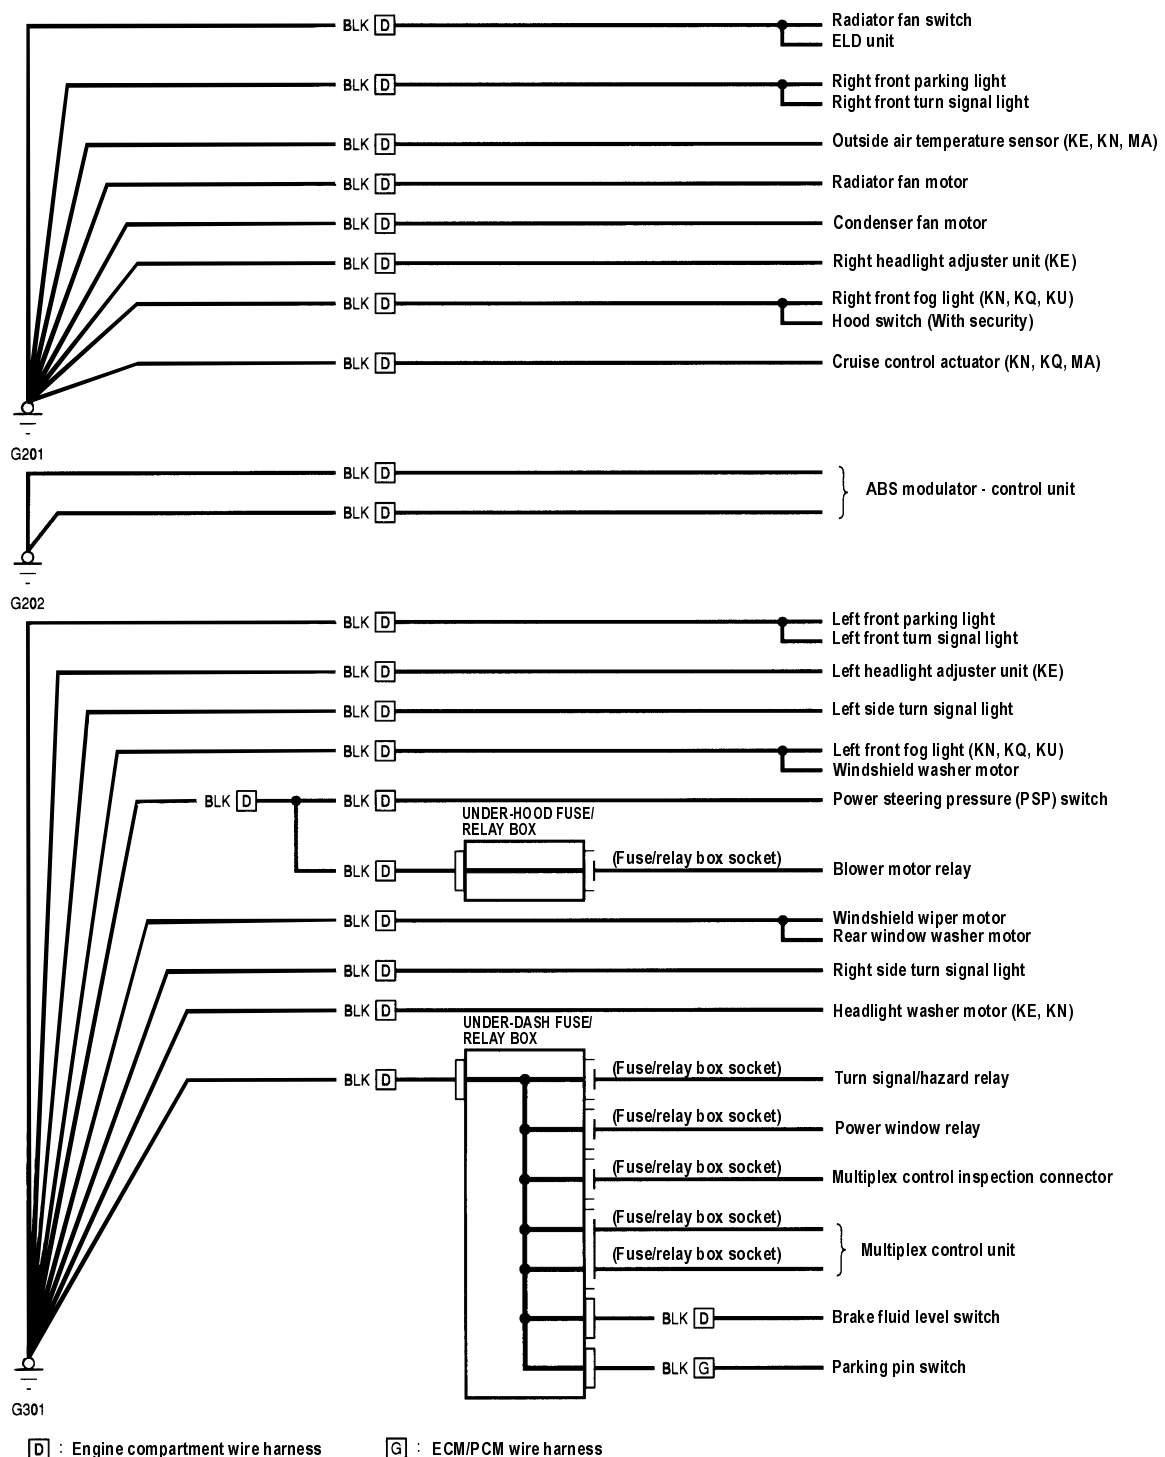 BLK D Radiator fan switch
ELD unit
BLK D Right front parking light
Right front turn signal light
BLK D Outside air temperature sensor (KE, KN, MA)
BLK D Radiator fan motor
BLK D Condenser fan motor
BLK D Right headlight adjuster unit (KE)
BLK D Right front fog light (KN, KQ, KU)
Hood switch (With security)
BLK D Cruise control actuator (KN, KQ, MA)
G201
BLK D
ABS modulator - control unit
BLK D
G202
BLK D Left front parking light
Left front turn signal light
BLK D Left headlight adjuster unit (KE)
BLK D Left side turn signal light
BLK D Left front fog light (KN, KQ, KU)
Windshield washer motor
BLK D BLK D Power steering pressure (PSP) switch
UNDER-HOOD FUSE/
RELAY BOX
BLK D (Fuse/relay box socket) Blower motor relay
BLK D Windshield wiper motor
Rear window washer motor
BLK D Right side turn signal light
BLK D Headlight washer motor (KE, KN)
UNDER-DASH FUSE/
RELAY BOX
BLK D (Fuse/relay box socket) Turn signal/hazard relay
(Fuse/relay box socket) Power window relay
(Fuse/relay box socket) Multiplex control inspection connector
(Fuse/relay box socket)
Multiplex control unit
(Fuse/relay box socket)
BLK D Brake fluid level switch
BLK G Parking pin switch
G301
D : Engine compartment wire harness G : ECM/PCM wire harness